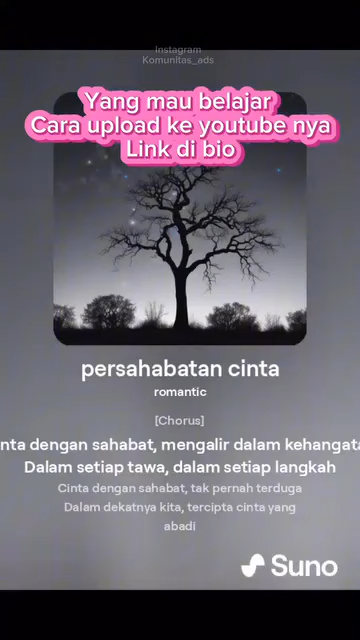 Instagram
Komunitas_ads
Yang mau belajar
Cara upload ke youtube nya
Link di bio
persahabatan cinta
romantic
[Chorus]
dengan sahabat, mengalir dalam
Dalam setiap tawa, dalam setiap langkah
Cinta dengan sahabat, tak pernah terduga
Dalam dekatnya kita, tercipta cinta yang
abadi
Suno